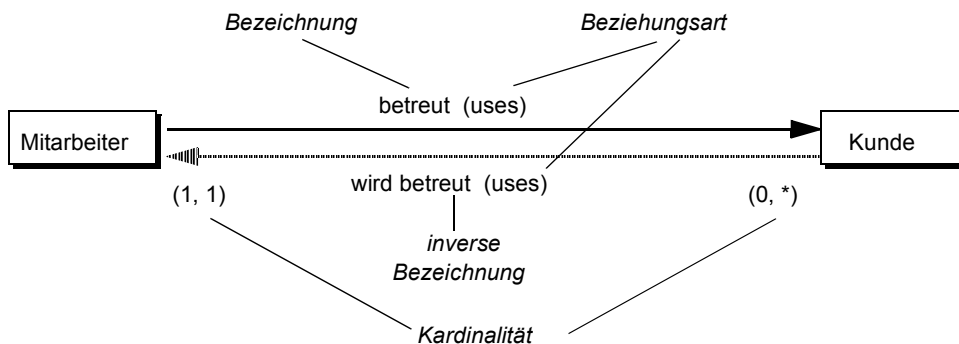 Bezeichnung Beziehungsart
betreut (uses)
Mitarbeiter Kunde
wird betreut (uses)
(1, 1) (0, *)
inverse
Bezeichnung
Kardinalität